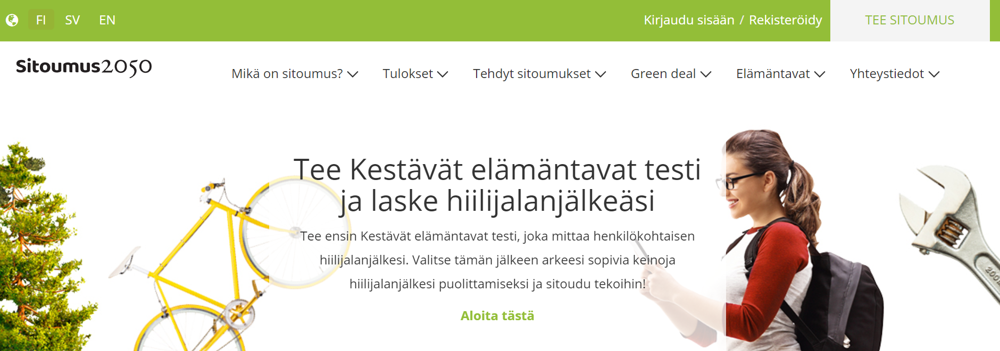 FI SV EN
Kirjaudu sisään / Rekisteröidy
TEE SITOUMUS
Sitoumus2050
Mikä on sitoumus? Tulokset Tehdyt sitoumukset Green deal Elämäntavat Yhteystiedot
Tee Kestävät elämäntavat testi
ja laske hiilijalanjälkeäsi
Tee ensin Kestävät elämäntavat testi, joka mittaa henkilökohtaisen
hiilijalanjälkesi. Valitse tämän jälkeen arkeesi sopivia keinoja
hiilijalanjälkesi puolittamiseksi ja sitoudu tekoihin!
Aloita tästä